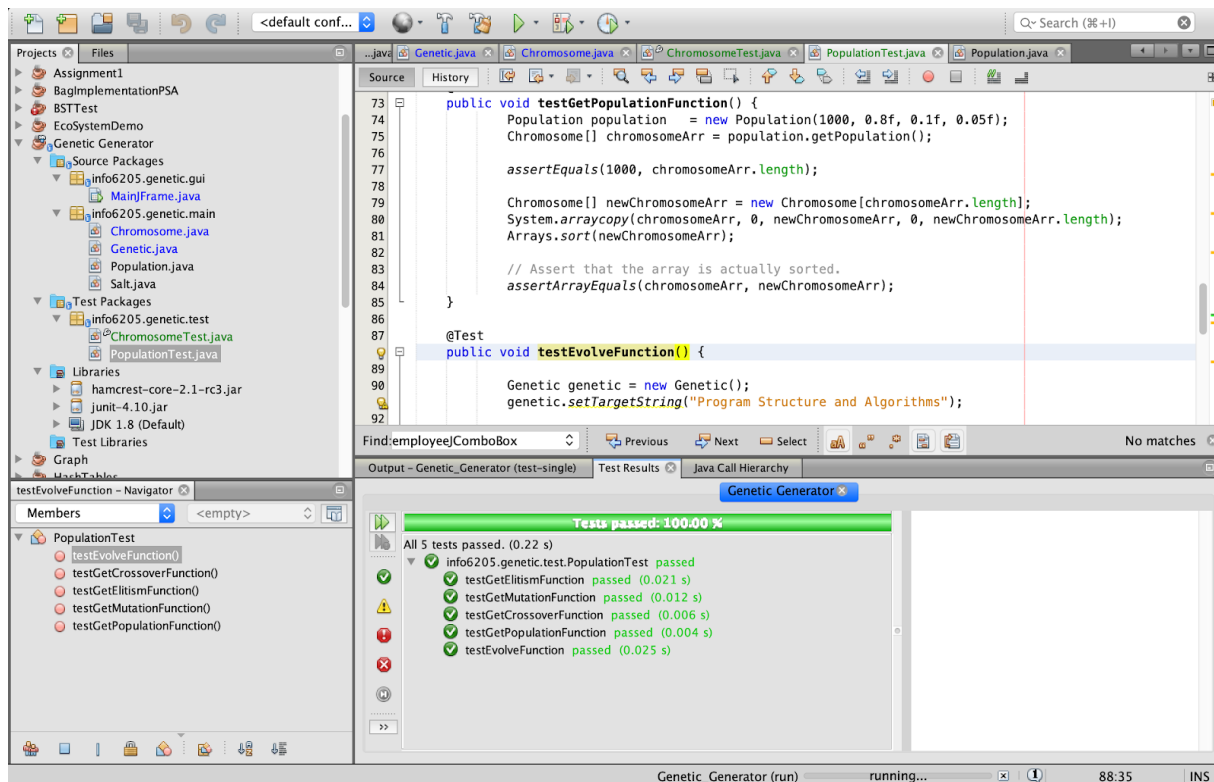 <default conf...
Search (⌘+I)
Projects
Files
Assignment1
BagImplementationPSA
BSTTest
EcoSystemDemo
Genetic Generator
Source Packages
info6205.genetic.gui
MainJFrame.java
info6205.genetic.main
Chromosome.java
Genetic.java
Population.java
Salt.java
Test Packages
info6205.genetic.test
ChromosomeTest.java
PopulationTest.java
Libraries
hamcrest-core-2.1-rc3.jar
junit-4.10.jar
JDK 1.8 (Default)
Test Libraries
Graph
HashTables
...java Genetic.java Chromosome.java ChromosomeTest.java PopulationTest.java Population.java
Source History
73 public void testGetPopulationFunction() {
74 Population population = new Population(1000, 0.8f, 0.1f, 0.05f);
75 Chromosome[] chromosomeArr = population.getPopulation();
76
77 assertEquals(1000, chromosomeArr.length);
78
79 Chromosome[] newChromosomeArr = new Chromosome[chromosomeArr.length];
80 System.arraycopy(chromosomeArr, 0, newChromosomeArr, 0, newChromosomeArr.length);
81 Arrays.sort(newChromosomeArr);
82
83 // Assert that the array is actually sorted.
84 assertArrayEquals(chromosomeArr, newChromosomeArr);
85 }
86
87 @Test
public void testEvolveFunction() {
89
90 Genetic genetic = new Genetic();
genetic.setTargetString("Program Structure and Algorithms");
92
Find: employeeJComboBox Previous Next Select aA No matches
testEvolveFunction – Navigator
Members <empty>
PopulationTest
testEvolveFunction()
testGetCrossoverFunction()
testGetElitismFunction()
testGetMutationFunction()
testGetPopulationFunction()
Output – Genetic_Generator (test-single) Test Results Java Call Hierarchy
Genetic Generator
Tests passed: 100.00 %
All 5 tests passed. (0.22 s)
info6205.genetic.test.PopulationTest passed
testGetElitismFunction passed (0.021 s)
testGetMutationFunction passed (0.012 s)
testGetCrossoverFunction passed (0.006 s)
testGetPopulationFunction passed (0.004 s)
testEvolveFunction passed (0.025 s)
>>
Genetic_Generator (run) running... 1 88:35 INS